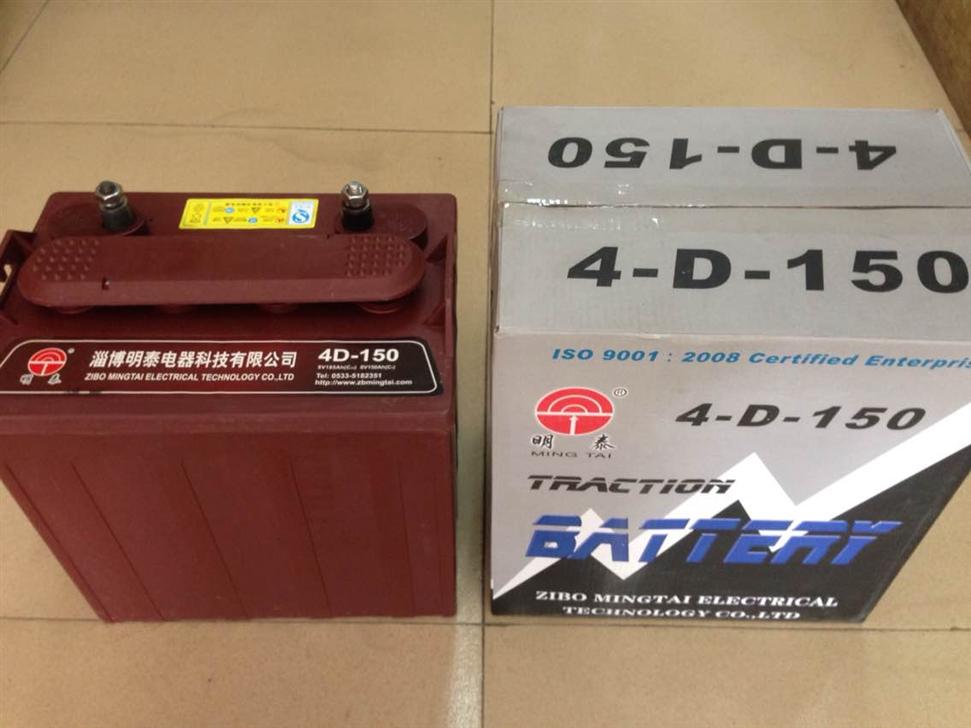 淄博明泰电器科技有限公司
ZIBO MINGTAI ELECTRICAL TECHNOLOGY CO.,LTD
明 泰
4D-150
Tel: 0533-5182351
http://www.zbmingtai.com
4-D-150
4-D-150
ISO 9001 : 2008 Certified Enterpris
®
明 泰
MING TAI
4-D-150
TRACTION
BATTERY
ZIBO MINGTAI ELECTRICAL
TECHNOLOGY CO.,LTD